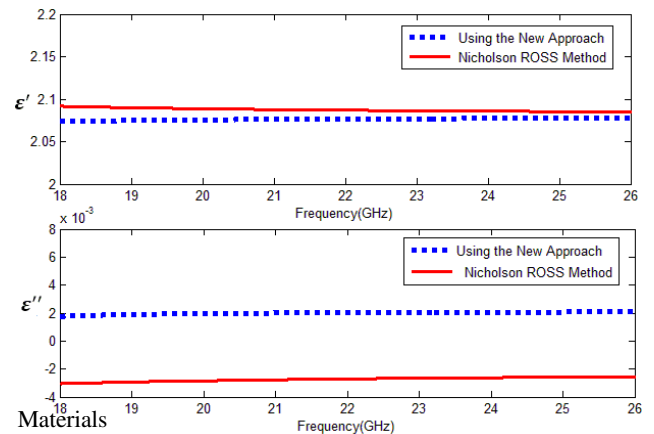 2.2
Using the New Approach
Nicholson ROSS Method
2.15
ε′
2.1
2.05
2
18 19 20 21 22 23 24 25 26
Frequency(GHz)
x 10⁻³
8
Using the New Approach
Nicholson ROSS Method
6
4
ε′′
2
0
-2
-4
18 19 20 21 22 23 24 25 26
Materials
Frequency(GHz)